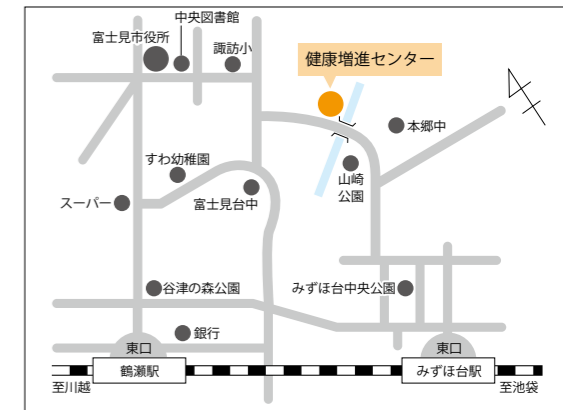 中央図書館
富士見市役所
諏訪小
健康増進センター
本郷中
すわ幼稚園
山崎
公園
スーパー
富士見台中
谷津の森公園
みずほ台中央公園
銀行
東口
東口
鶴瀬駅
みずほ台駅
至川越
至池袋